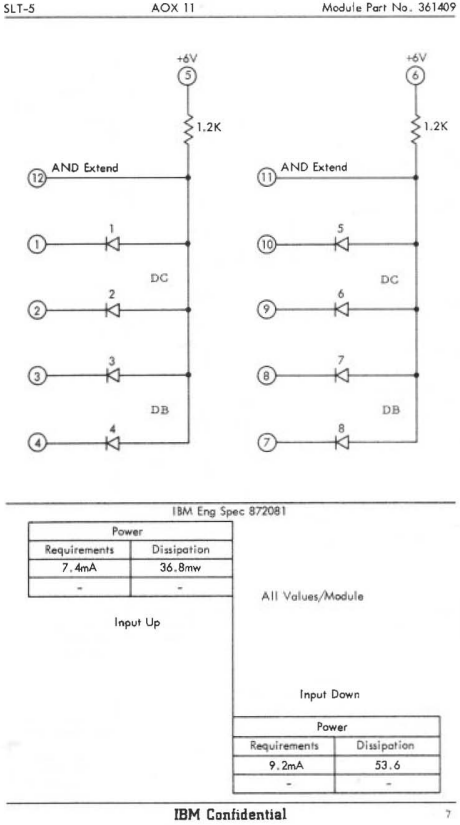 SLT-5 AOX 11 Module Part No. 361409
+6V +6V
5 6
1.2K 1.2K
12 AND Extend 11 AND Extend
1 5
1 10
DC DC
2 6
2 9
3 7
3 8
DB DB
4 8
4 7
IBM Eng Spec 872081
Power
Requirements Dissipation
7.4mA 36.8mw
- -
All Values/Module
Input Up
Input Down
Power
Requirements Dissipation
9.2mA 53.6
- -
IBM Confidential 7